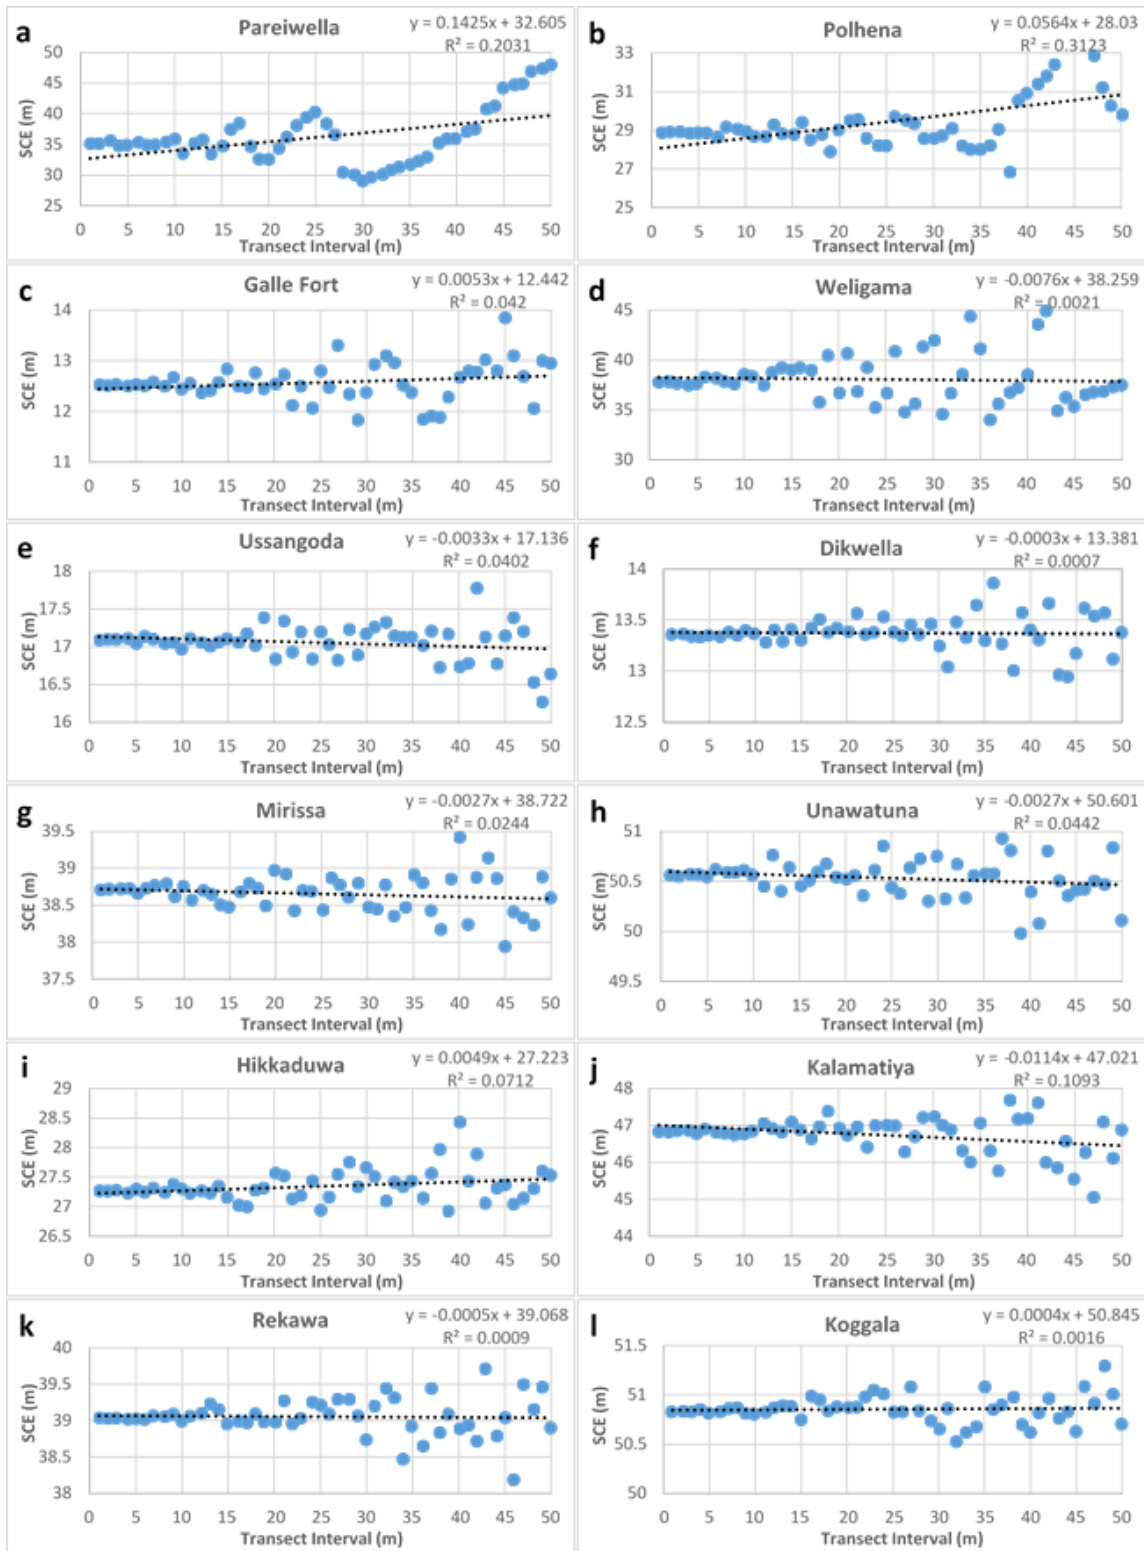 a
Pareiwella
y = 0.1425x + 32.605
R² = 0.2031
50
45
40
35
30
25
SCE (m)
0 5 10 15 20 25 30 35 40 45 50
Transect Interval (m)
b
Polhena
y = 0.0564x + 28.03
R² = 0.3123
33
31
29
27
25
SCE (m)
0 5 10 15 20 25 30 35 40 45 50
Transect Interval (m)
c
Galle Fort
y = 0.0053x + 12.442
R² = 0.042
14
13
12
11
SCE (m)
0 5 10 15 20 25 30 35 40 45 50
Transect Interval (m)
d
Weligama
y = -0.0076x + 38.259
R² = 0.0021
45
40
35
30
SCE (m)
0 5 10 15 20 25 30 35 40 45 50
Transect Interval (m)
e
Ussangoda
y = -0.0033x + 17.136
R² = 0.0402
18
17.5
17
16.5
16
SCE (m)
0 5 10 15 20 25 30 35 40 45 50
Transect Interval (m)
f
Dikwella
y = -0.0003x + 13.381
R² = 0.0007
14
13.5
13
12.5
SCE (m)
0 5 10 15 20 25 30 35 40 45 50
Transect Interval (m)
g
Mirissa
y = -0.0027x + 38.722
R² = 0.0244
39.5
39
38.5
38
37.5
SCE (m)
0 5 10 15 20 25 30 35 40 45 50
Transect Interval (m)
h
Unawatuna
y = -0.0027x + 50.601
R² = 0.0442
51
50.5
50
49.5
SCE (m)
0 5 10 15 20 25 30 35 40 45 50
Transect Interval (m)
i
Hikkaduwa
y = 0.0049x + 27.223
R² = 0.0712
29
28.5
28
27.5
27
26.5
SCE (m)
0 5 10 15 20 25 30 35 40 45 50
Transect Interval (m)
j
Kalamatiya
y = -0.0114x + 47.021
R² = 0.1093
48
47
46
45
44
SCE (m)
0 5 10 15 20 25 30 35 40 45 50
Transect Interval (m)
k
Rekawa
y = -0.0005x + 39.068
R² = 0.0009
40
39.5
39
38.5
38
SCE (m)
0 5 10 15 20 25 30 35 40 45 50
Transect Interval (m)
l
Koggala
y = 0.0004x + 50.845
R² = 0.0016
51.5
51
50.5
50
SCE (m)
0 5 10 15 20 25 30 35 40 45 50
Transect Interval (m)